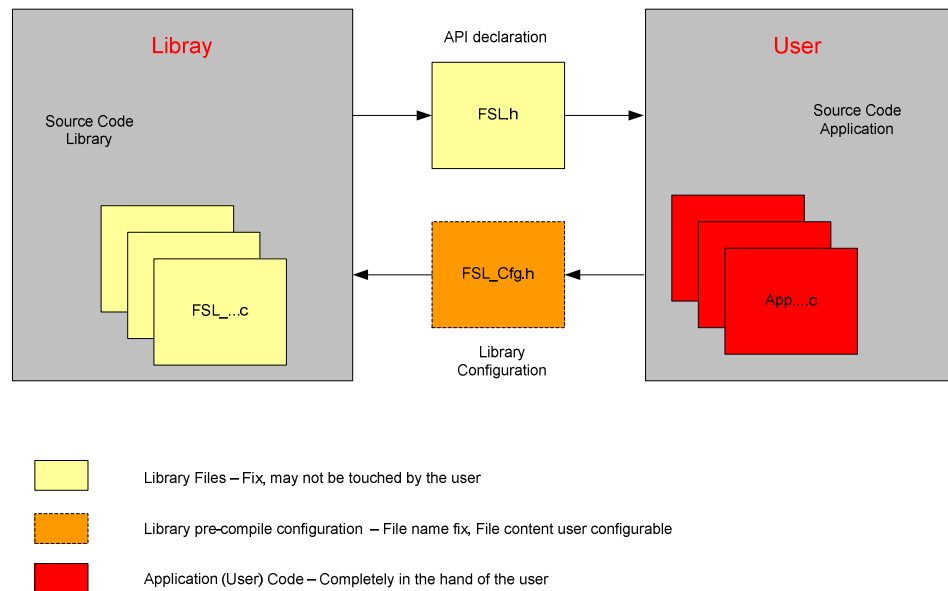 Libray
API declaration
User
Source Code
Library
FSL.h
Source Code
Application
FSL_...c
FSL_Cfg.h
App....c
Library
Configuration
Library Files – Fix, may not be touched by the user
Library pre-compile configuration – File name fix, File content user configurable
Application (User) Code – Completely in the hand of the user